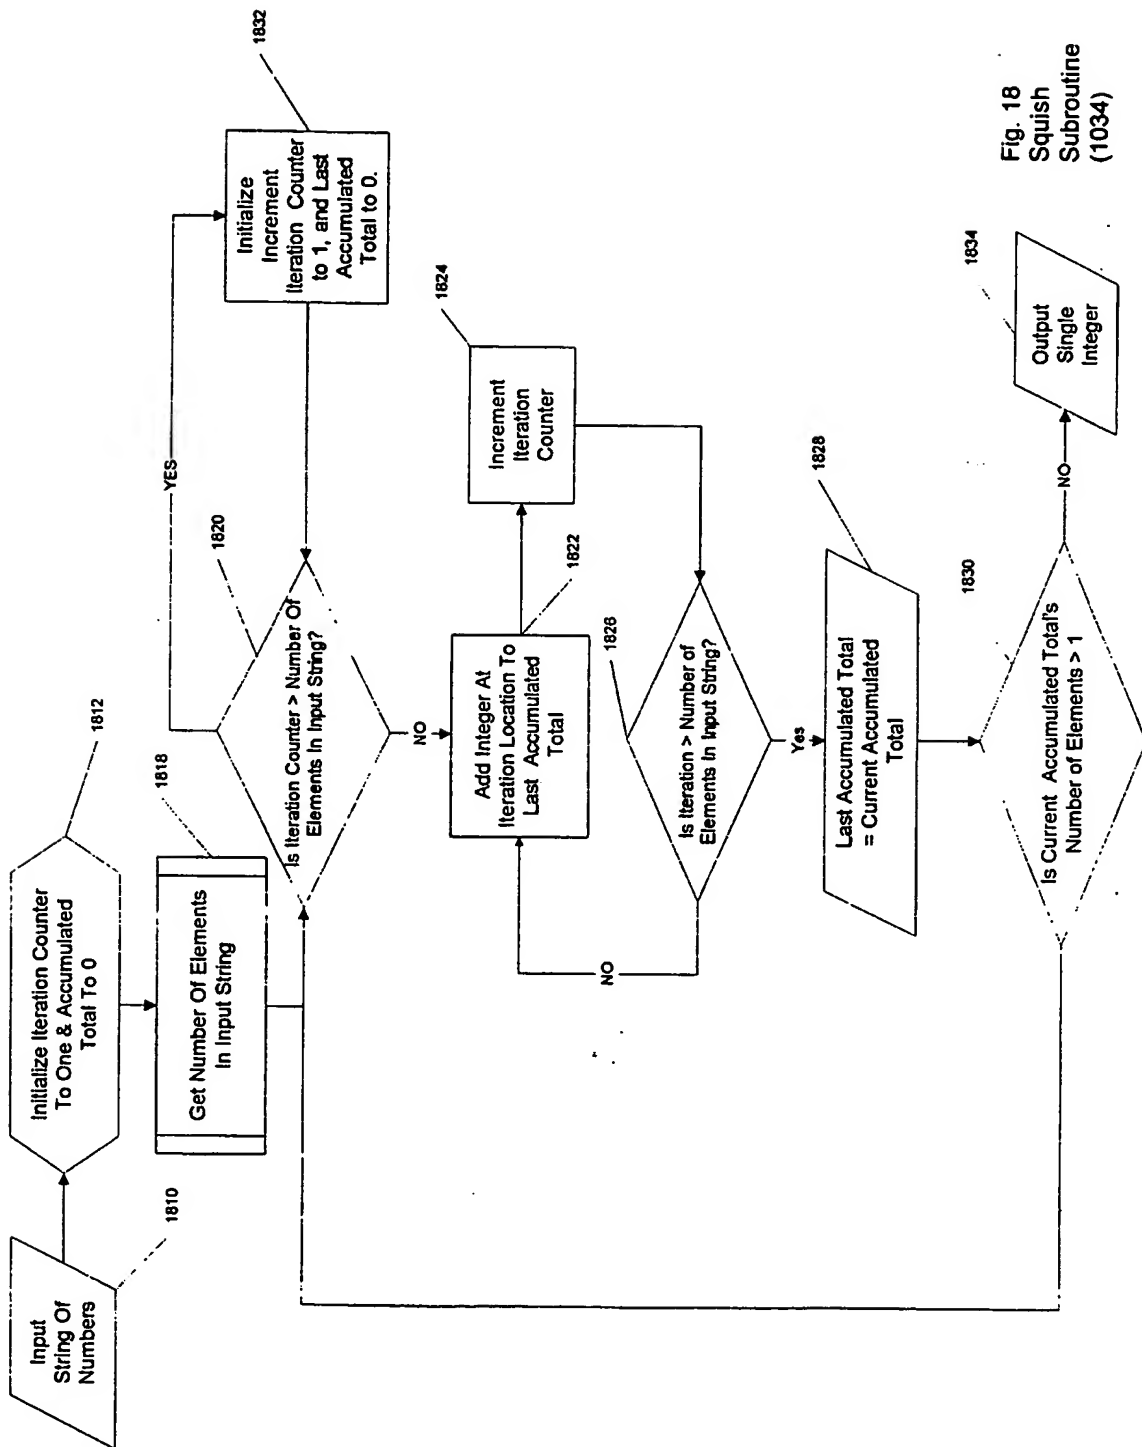 Input
String Of
Numbers
1810
Initialize Iteration Counter
To One & Accumulated
Total To 0
1812
Get Number Of Elements
In Input String
1818
Is Iteration Counter > Number Of
Elements In Input String?
1820
YES
Initialize
Increment
Iteration Counter
to 1, and Last
Accumulated
Total to 0.
1832
NO
Add Integer At
Iteration Location To
Last Accumulated
Total
1822
Increment
Iteration
Counter
1824
Is Iteration > Number of
Elements In Input String?
1826
NO
Yes
Last Accumulated Total
= Current Accumulated
Total
1828
Is Current Accumulated Total's
Number of Elements > 1
1830
NO
Output
Single
Integer
1834
Fig. 18
Squish
Subroutine
(1034)